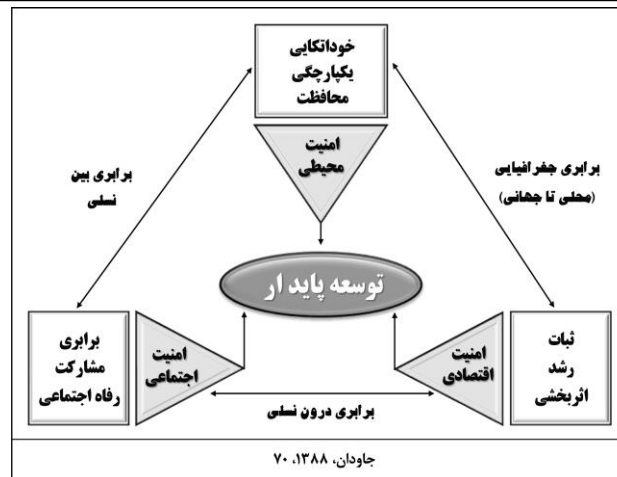 خوداتکایی
یکپارچگی
محافظت
امنیت
محیطی
برابری بین
نسلی
برابری جغرافیایی
(محلی تا جهانی)
توسعه پایدار
برابری
مشارکت
رفاه اجتماعی
امنیت
اجتماعی
امنیت
اقتصادی
ثبات
رشد
اثربخشی
برابری درون نسلی
جاودان، ۱۳۸۸، ۷۰